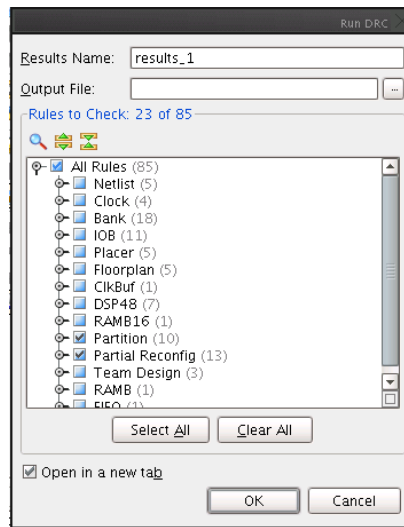 Run DRC
Results Name: results_1
Output File: ...
Rules to Check: 23 of 85
All Rules (85)
Netlist (5)
Clock (4)
Bank (18)
IOB (11)
Placer (5)
Floorplan (5)
ClkBuf (1)
DSP48 (7)
RAMB16 (1)
Partition (10)
Partial Reconfig (13)
Team Design (3)
RAMB (1)
FIFO (1)
Select All Clear All
Open in a new tab
OK Cancel